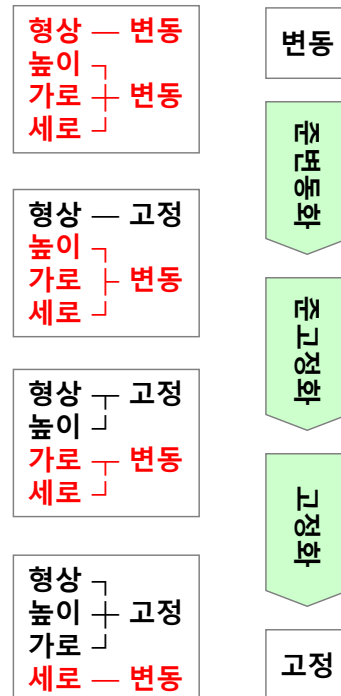 형상 ― 변동
높이 ┐
가로 ┼ 변동
세로 ┘
형상 ― 고정
높이 ┐
가로 ├ 변동
세로 ┘
형상 ┬ 고정
높이 ┘
가로 ┬ 변동
세로 ┘
형상 ┐
높이 ┼ 고정
가로 ┘
세로 ― 변동
변동
준변동화
준고정화
고정화
고정